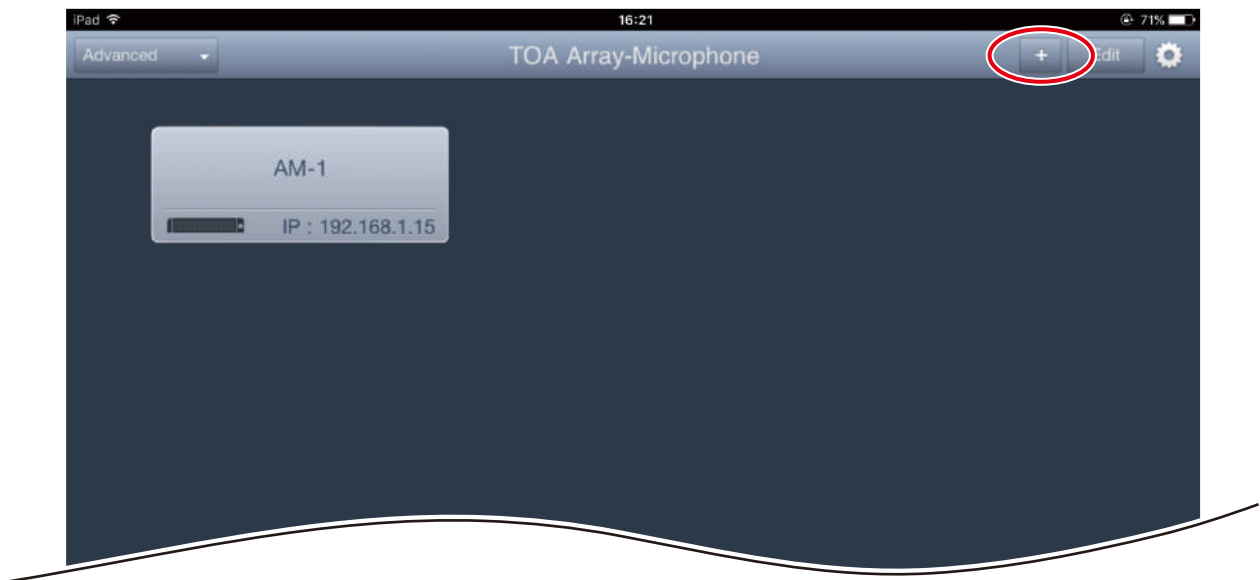 iPad 16:21 71%
Advanced TOA Array-Microphone + Edit
AM-1
IP : 192.168.1.15